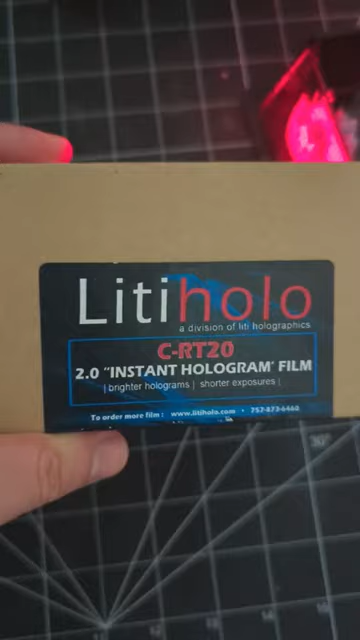 Litiholo
a division of liti holographics
C-RT20
2.0 "INSTANT HOLOGRAM" FILM
| brighter holograms | shorter exposures |
To order more film : www.litiholo.com • 757-873-6460
30°